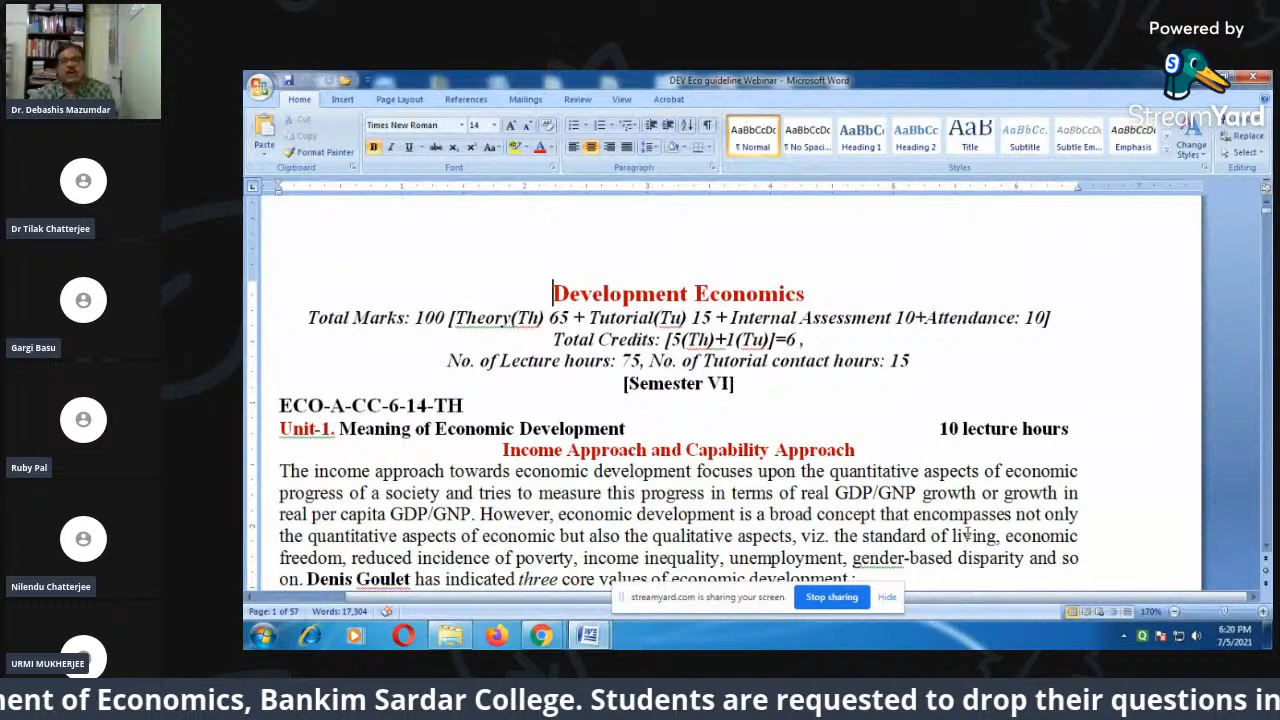 Powered by
StreamYard
Dr. Debashis Mazumdar
Dr Tilak Chatterjee
Gargi Basu
Ruby Pal
Nilendu Chatterjee
URMI MUKHERJEE
DEV Eco guideline Webinar - Microsoft Word
Home Insert Page Layout References Mailings Review View Acrobat
Paste
Cut
Copy
Format Painter
Clipboard
Times New Roman 14
Font
Paragraph
AaBbCcDc AaBbCcDc AaBbC AaBbCc AaB AaBbCc. AaBbCcDc AaBbCcDc
¶ Normal ¶ No Spaci... Heading 1 Heading 2 Title Subtitle Subtle Em... Emphasis
Change Styles
Styles
Replace
Select
Editing
Development Economics
Total Marks: 100 [Theory(Th) 65 + Tutorial(Tu) 15 + Internal Assessment 10+Attendance: 10]
Total Credits: [5(Th)+1(Tu)]=6 ,
No. of Lecture hours: 75, No. of Tutorial contact hours: 15
[Semester VI]
ECO-A-CC-6-14-TH
Unit-1. Meaning of Economic Development 10 lecture hours
Income Approach and Capability Approach
The income approach towards economic development focuses upon the quantitative aspects of economic
progress of a society and tries to measure this progress in terms of real GDP/GNP growth or growth in
real per capita GDP/GNP. However, economic development is a broad concept that encompasses not only
the quantitative aspects of economic but also the qualitative aspects, viz. the standard of living, economic
freedom, reduced incidence of poverty, income inequality, unemployment, gender-based disparity and so
on. Denis Goulet has indicated three core values of economic development :
streamyard.com is sharing your screen. Stop sharing Hide
Page: 1 of 57 Words: 17,304 170%
6:20 PM
7/5/2021
ment of Economics, Bankim Sardar College. Students are requested to drop their questions in